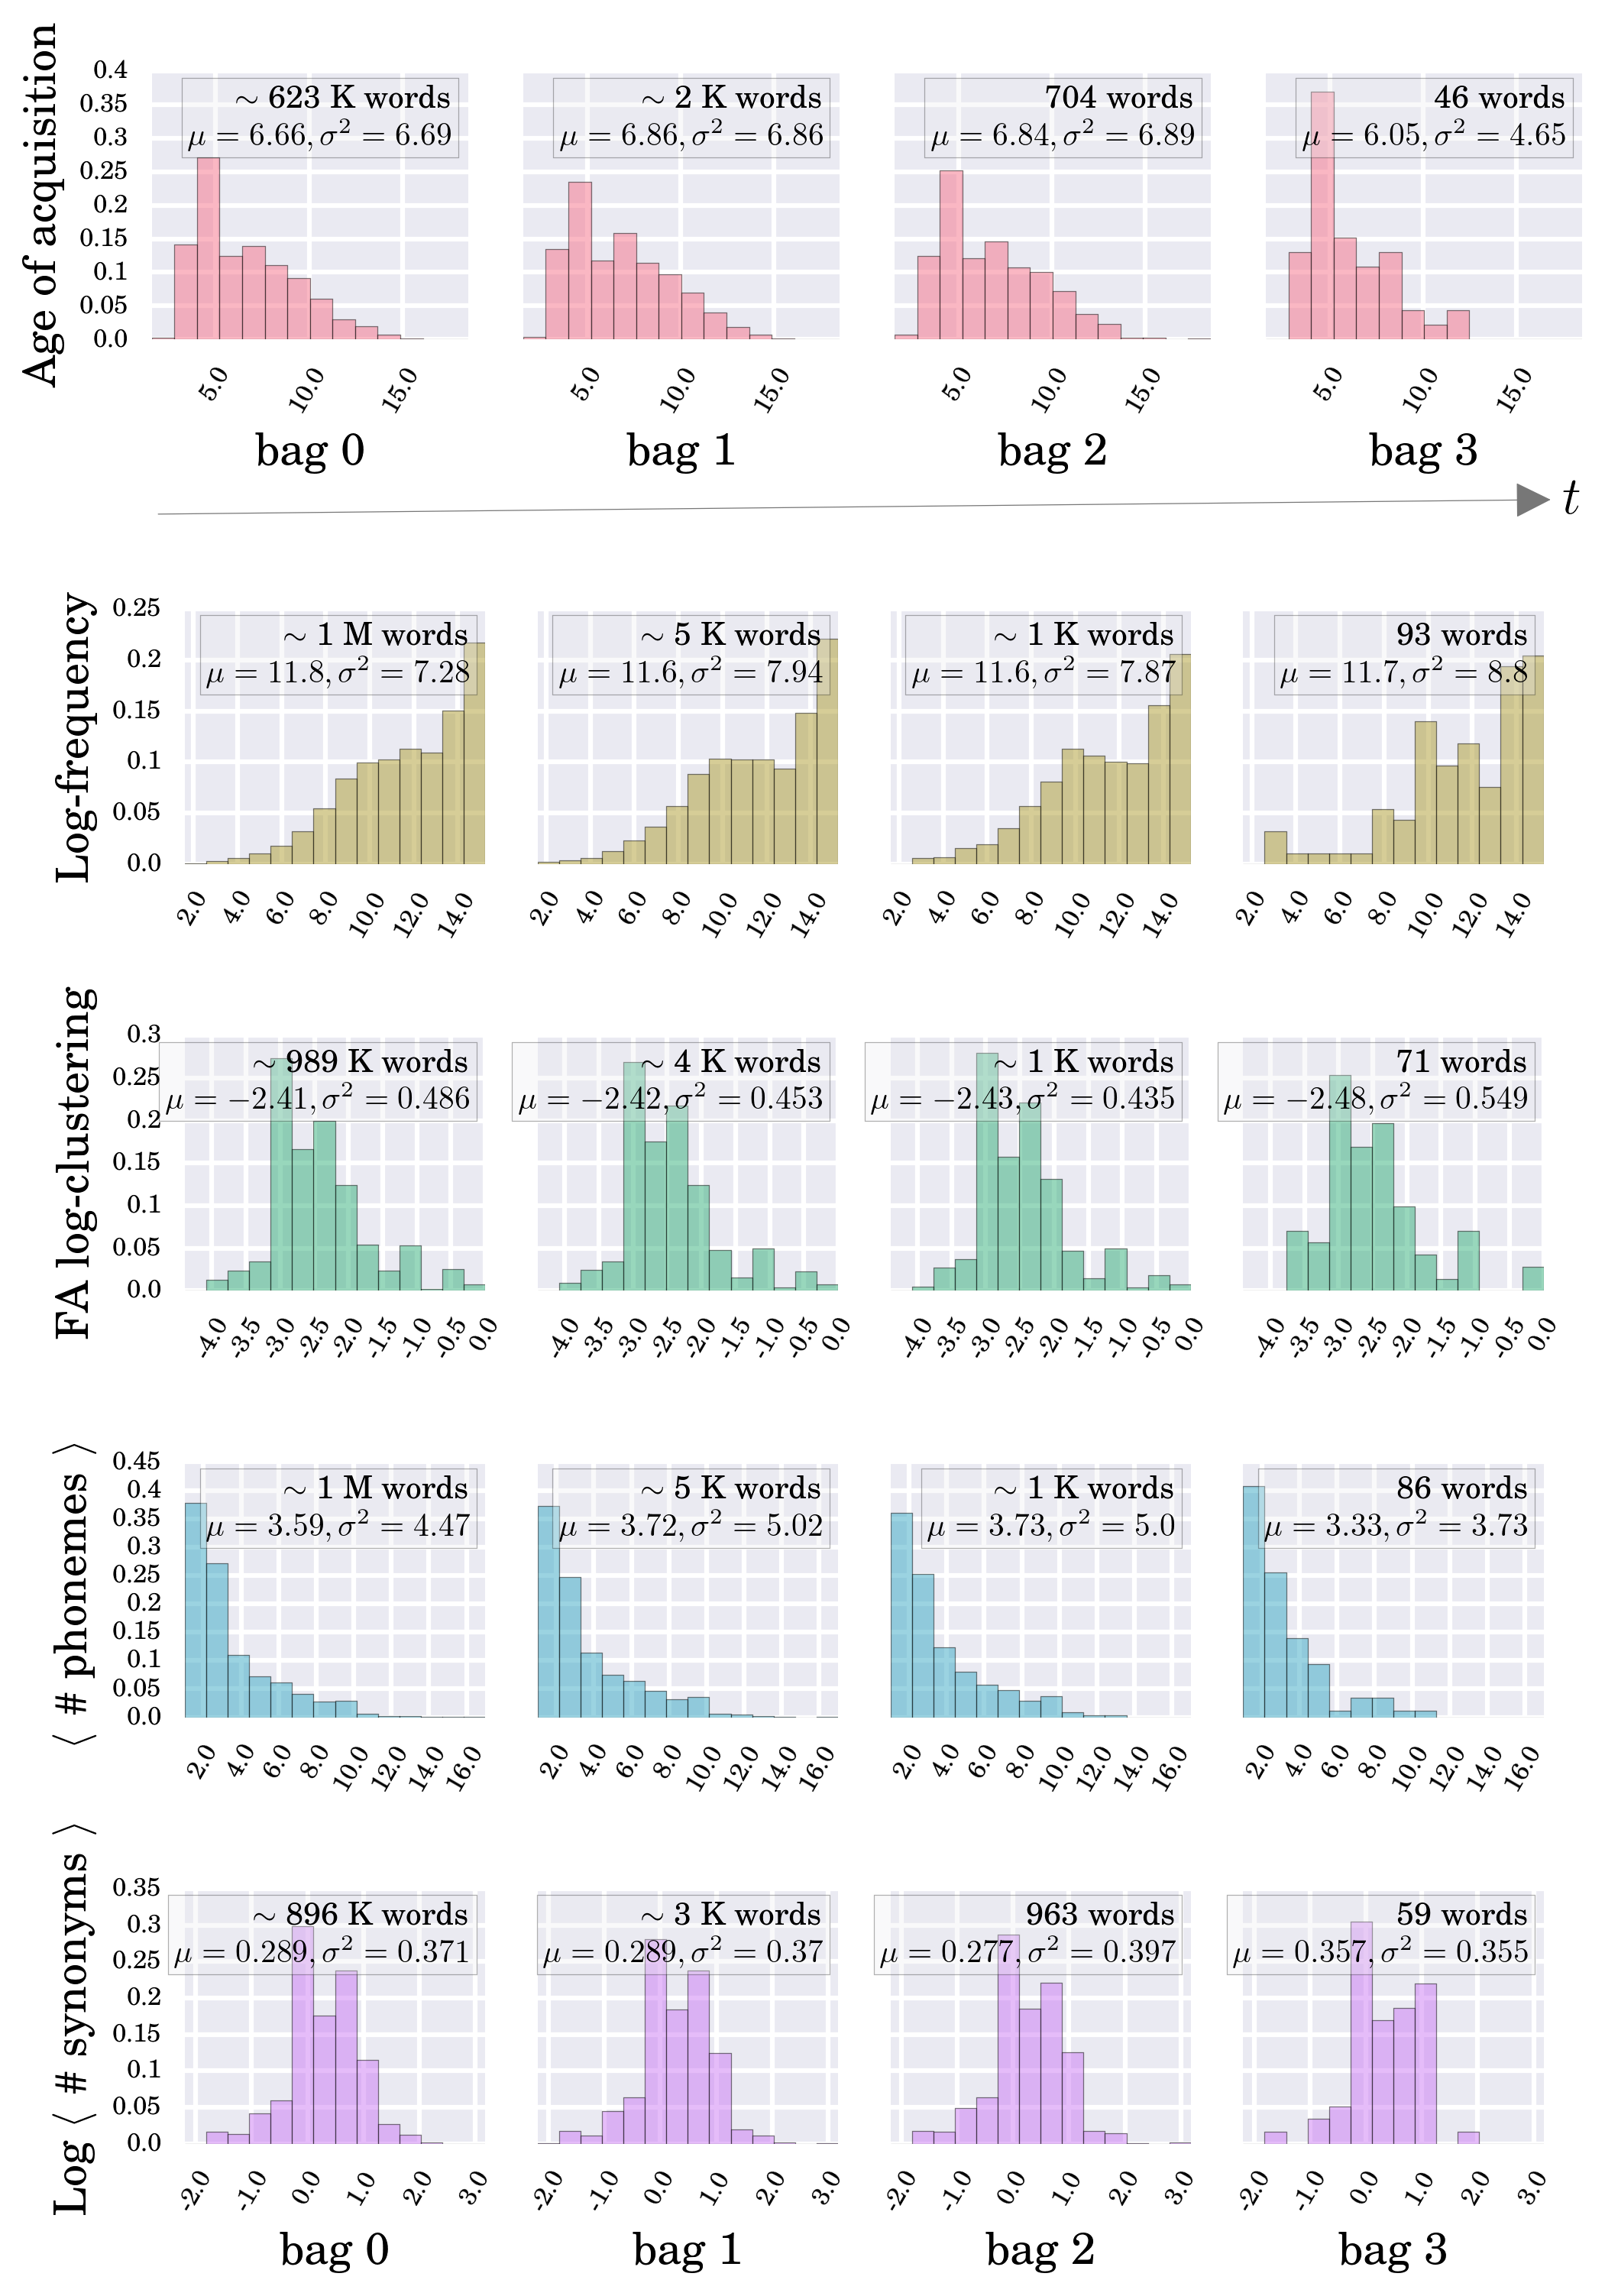 Age of acquisition
0.4
0.35
0.3
0.25
0.2
0.15
0.1
0.05
0.0
∼ 623 K words
μ = 6.66, σ² = 6.69
∼ 2 K words
μ = 6.86, σ² = 6.86
704 words
μ = 6.84, σ² = 6.89
46 words
μ = 6.05, σ² = 4.65
5.0 10.0 15.0
5.0 10.0 15.0
5.0 10.0 15.0
5.0 10.0 15.0
bag 0 bag 1 bag 2 bag 3
t
Log-frequency
0.25
0.2
0.15
0.1
0.05
0.0
∼ 1 M words
μ = 11.8, σ² = 7.28
∼ 5 K words
μ = 11.6, σ² = 7.94
∼ 1 K words
μ = 11.6, σ² = 7.87
93 words
μ = 11.7, σ² = 8.8
2.0 4.0 6.0 8.0 10.0 12.0 14.0
2.0 4.0 6.0 8.0 10.0 12.0 14.0
2.0 4.0 6.0 8.0 10.0 12.0 14.0
2.0 4.0 6.0 8.0 10.0 12.0 14.0
FA log-clustering
0.3
0.25
0.2
0.15
0.1
0.05
0.0
∼ 989 K words
μ = −2.41, σ² = 0.486
∼ 4 K words
μ = −2.42, σ² = 0.453
∼ 1 K words
μ = −2.43, σ² = 0.435
71 words
μ = −2.48, σ² = 0.549
-4.0 -3.5 -3.0 -2.5 -2.0 -1.5 -1.0 -0.5 0.0
-4.0 -3.5 -3.0 -2.5 -2.0 -1.5 -1.0 -0.5 0.0
-4.0 -3.5 -3.0 -2.5 -2.0 -1.5 -1.0 -0.5 0.0
-4.0 -3.5 -3.0 -2.5 -2.0 -1.5 -1.0 -0.5 0.0
⟨ # phonemes ⟩
0.45
0.4
0.35
0.3
0.25
0.2
0.15
0.1
0.05
0.0
∼ 1 M words
μ = 3.59, σ² = 4.47
∼ 5 K words
μ = 3.72, σ² = 5.02
∼ 1 K words
μ = 3.73, σ² = 5.0
86 words
μ = 3.33, σ² = 3.73
2.0 4.0 6.0 8.0 10.0 12.0 14.0 16.0
2.0 4.0 6.0 8.0 10.0 12.0 14.0 16.0
2.0 4.0 6.0 8.0 10.0 12.0 14.0 16.0
2.0 4.0 6.0 8.0 10.0 12.0 14.0 16.0
Log ⟨ # synonyms ⟩
0.35
0.3
0.25
0.2
0.15
0.1
0.05
0.0
∼ 896 K words
μ = 0.289, σ² = 0.371
∼ 3 K words
μ = 0.289, σ² = 0.37
963 words
μ = 0.277, σ² = 0.397
59 words
μ = 0.357, σ² = 0.355
-2.0 -1.0 0.0 1.0 2.0 3.0
-2.0 -1.0 0.0 1.0 2.0 3.0
-2.0 -1.0 0.0 1.0 2.0 3.0
-2.0 -1.0 0.0 1.0 2.0 3.0
bag 0 bag 1 bag 2 bag 3